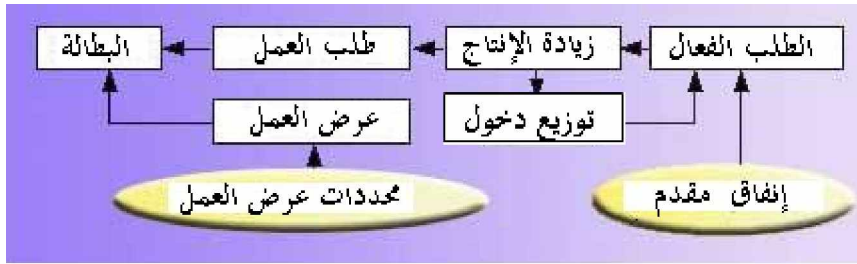 الطلب الفعال
زيادة الإنتاج
طلب العمل
البطالة
توزيع دخول
عرض العمل
إنفاق مقدم
محددات عرض العمل